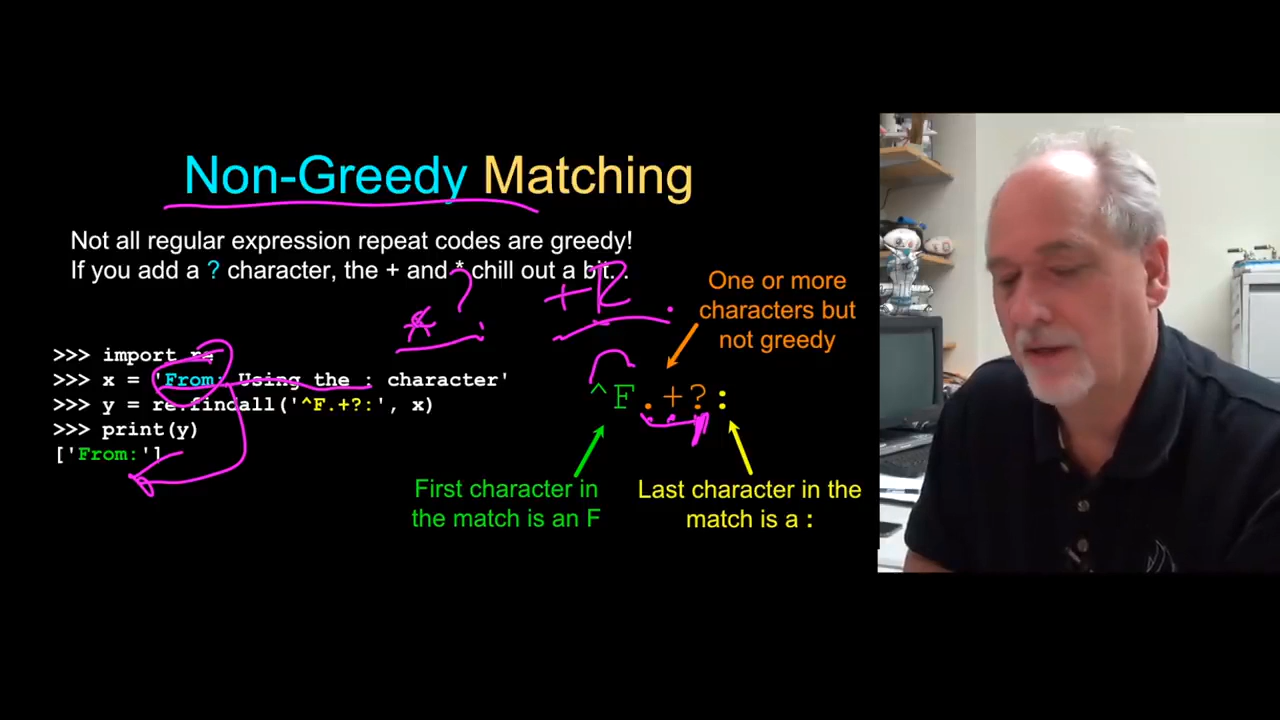 Non-Greedy Matching
Not all regular expression repeat codes are greedy!
If you add a ? character, the + and * chill out a bit...
*?
One or more
characters but
not greedy
>>> import re
>>> x = 'From: Using the : character'
>>> y = re.findall('^F.+?:', x)
>>> print(y)
['From:']
^F.+?:
First character in
the match is an F
Last character in the
match is a :